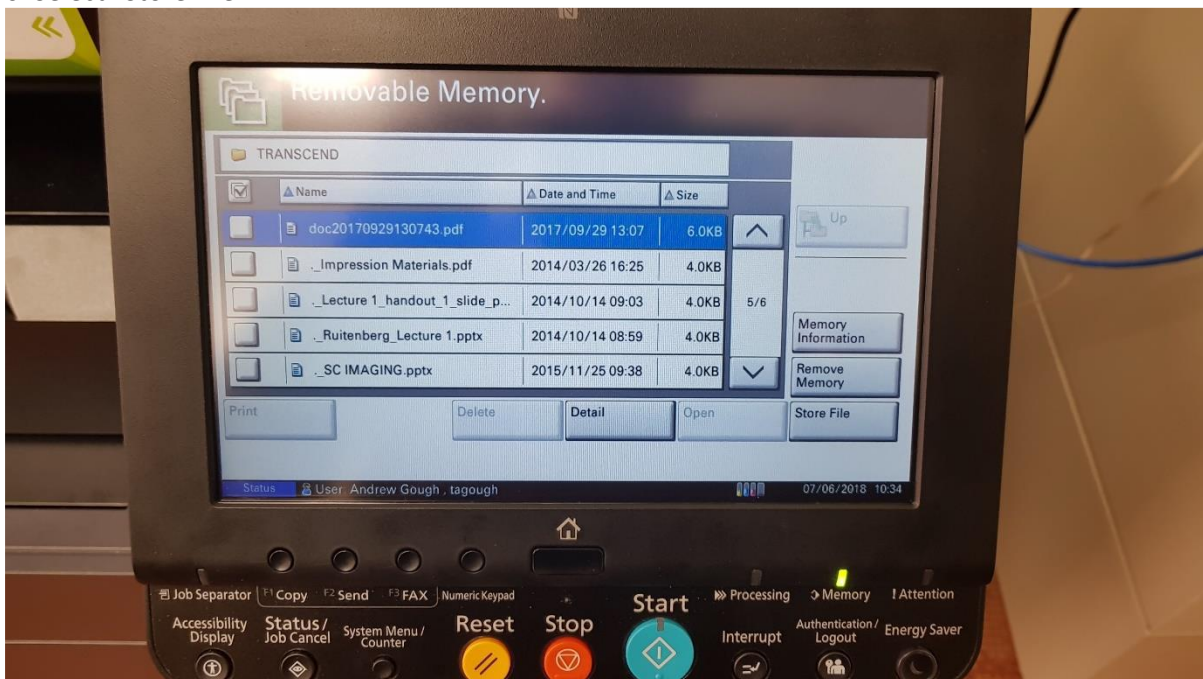 Removable Memory.
TRANSCEND
Name Date and Time Size
doc20170929130743.pdf 2017/09/29 13:07 6.0KB
Up
._Impression Materials.pdf 2014/03/26 16:25 4.0KB
._Lecture 1_handout_1_slide_p... 2014/10/14 09:03 4.0KB
5/6
._Ruitenberg_Lecture 1.pptx 2014/10/14 08:59 4.0KB
Memory
Information
._SC IMAGING.pptx 2015/11/25 09:38 4.0KB
Remove
Memory
Print Delete Detail Open Store File
Status User: Andrew Gough , tagough 07/06/2018 10:34
Job Separator F1 Copy F2 Send F3 FAX Numeric Keypad
Start
Processing Memory ! Attention
Accessibility
Display
Status /
Job Cancel
System Menu /
Counter
Reset Stop
Interrupt
Authentication /
Logout
Energy Saver